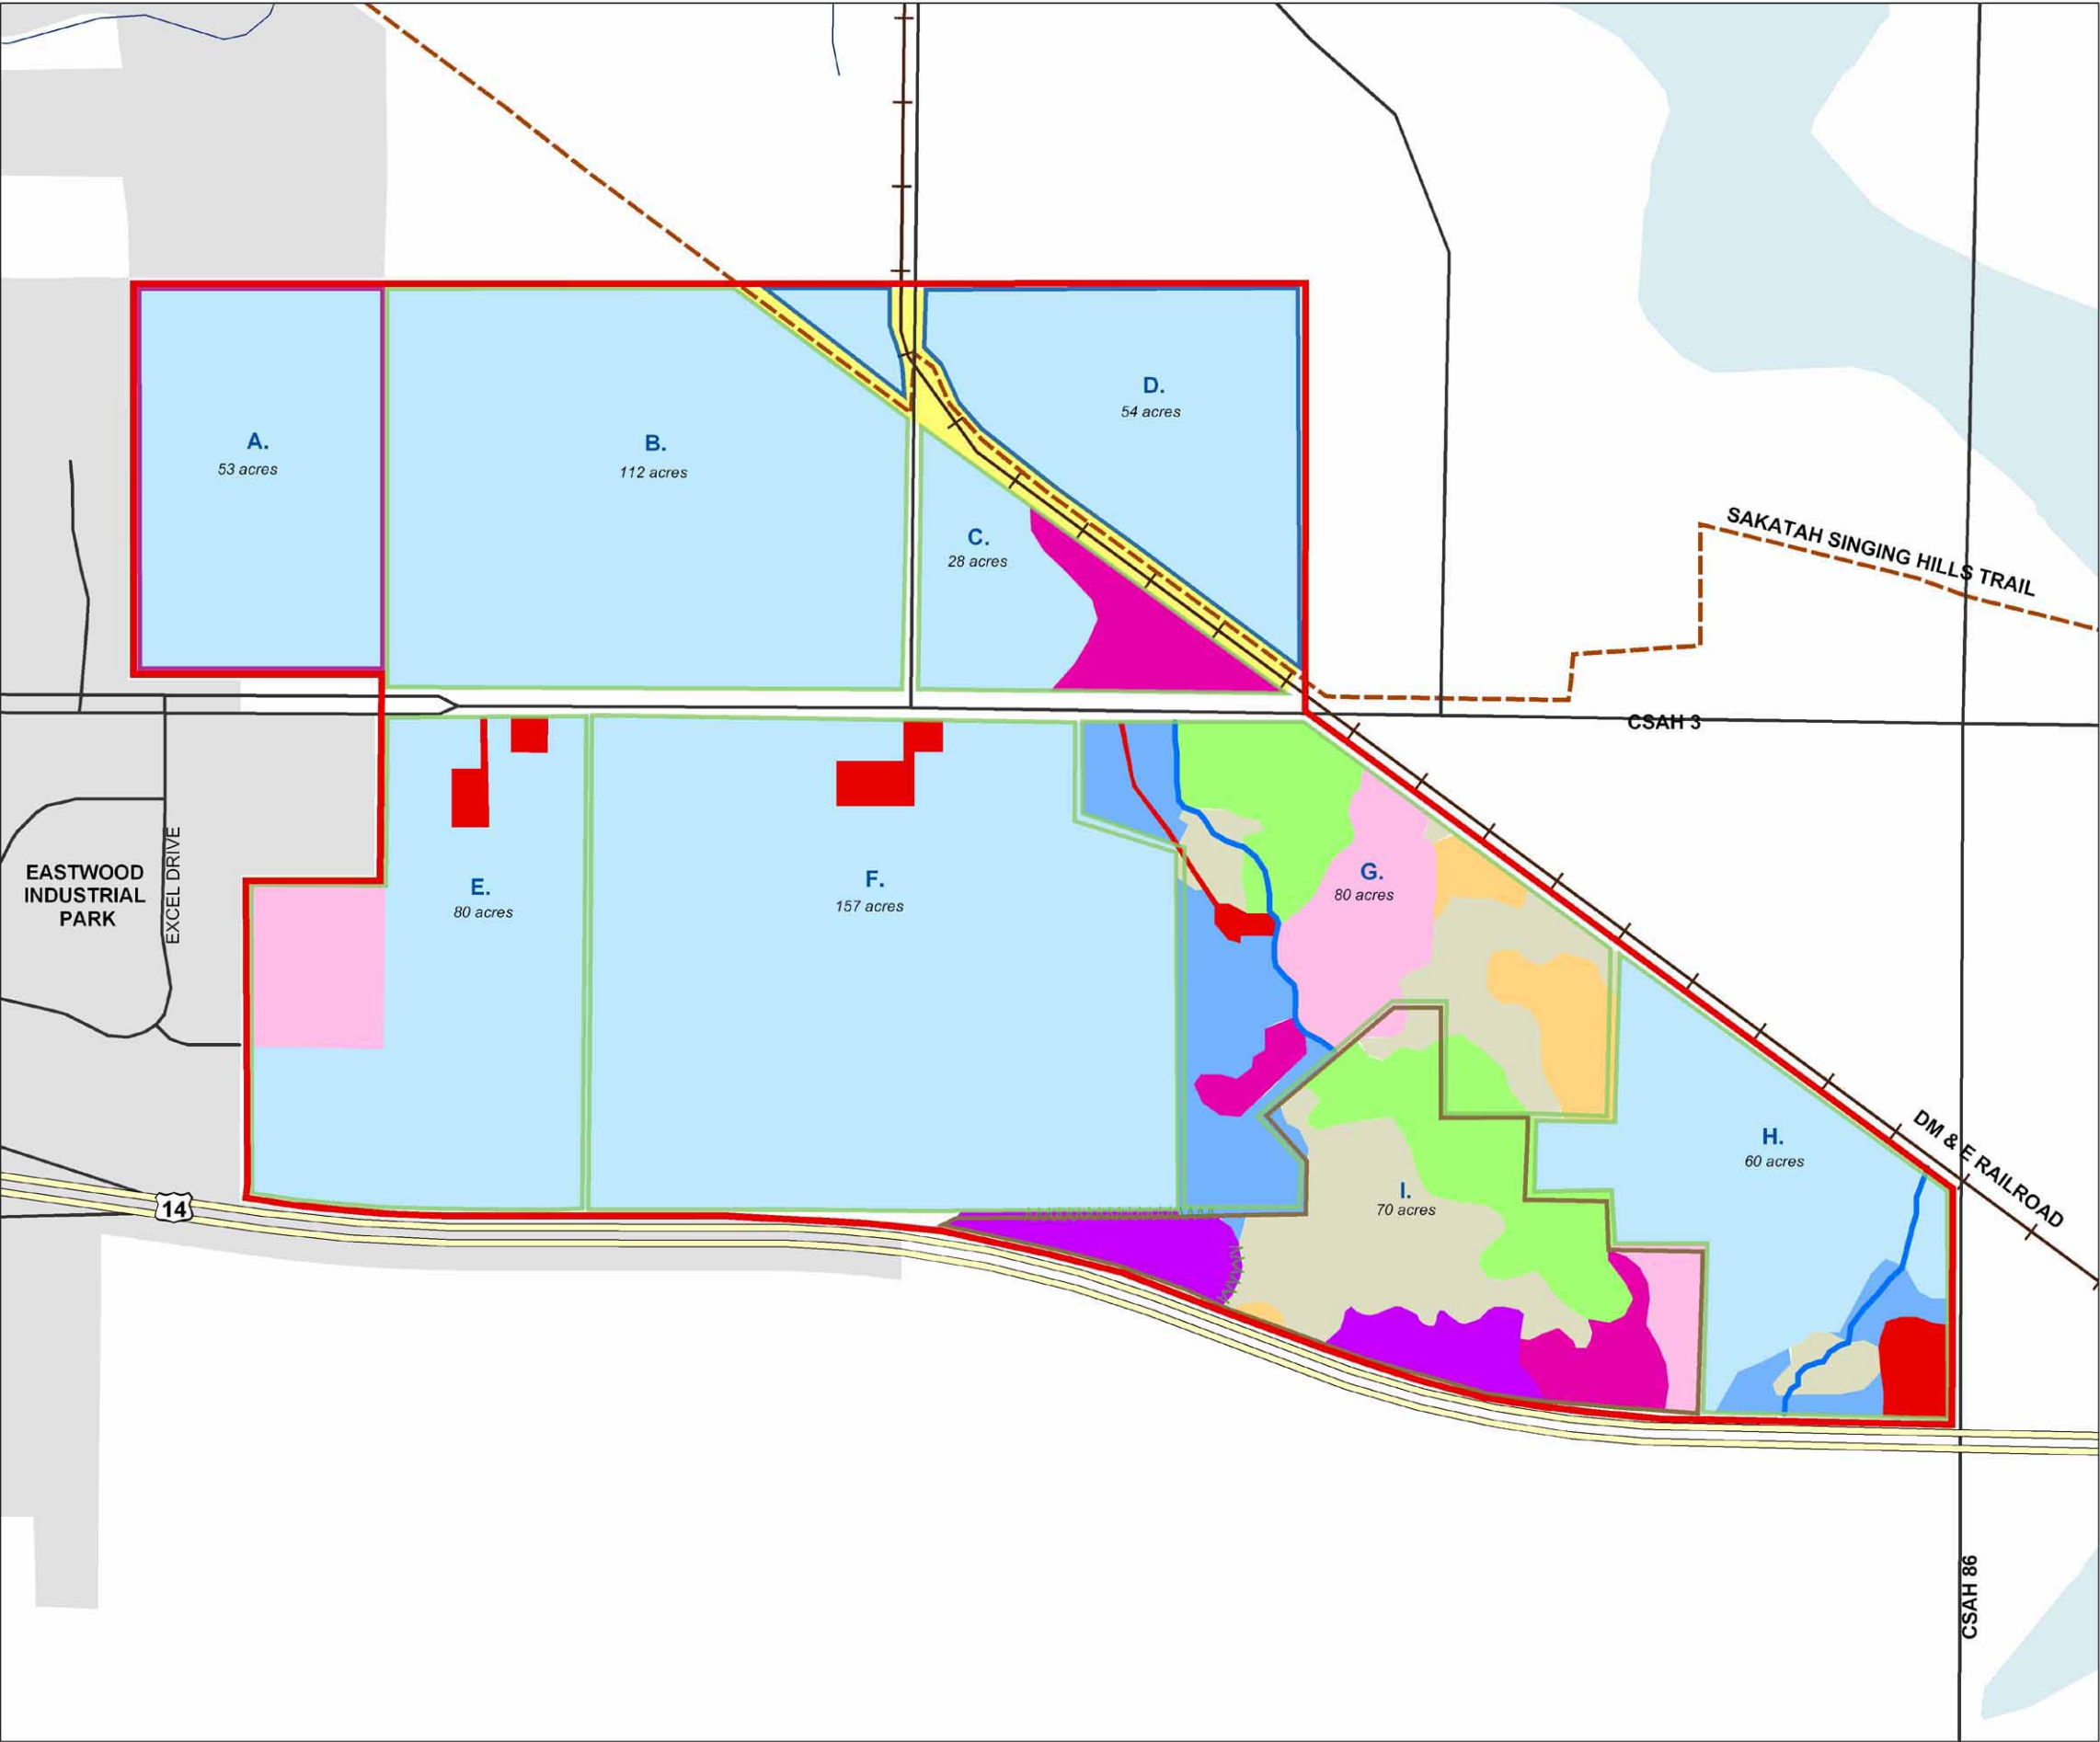 D.
54 acres
A.
53 acres
B.
112 acres
C.
28 acres
SAKATAH SINGING HILLS TRAIL
CSAH 3
EASTWOOD
INDUSTRIAL
PARK
EXCEL DRIVE
E.
80 acres
F.
157 acres
G.
80 acres
H.
60 acres
DM & E RAILROAD
I.
70 acres
14
CSAH 86